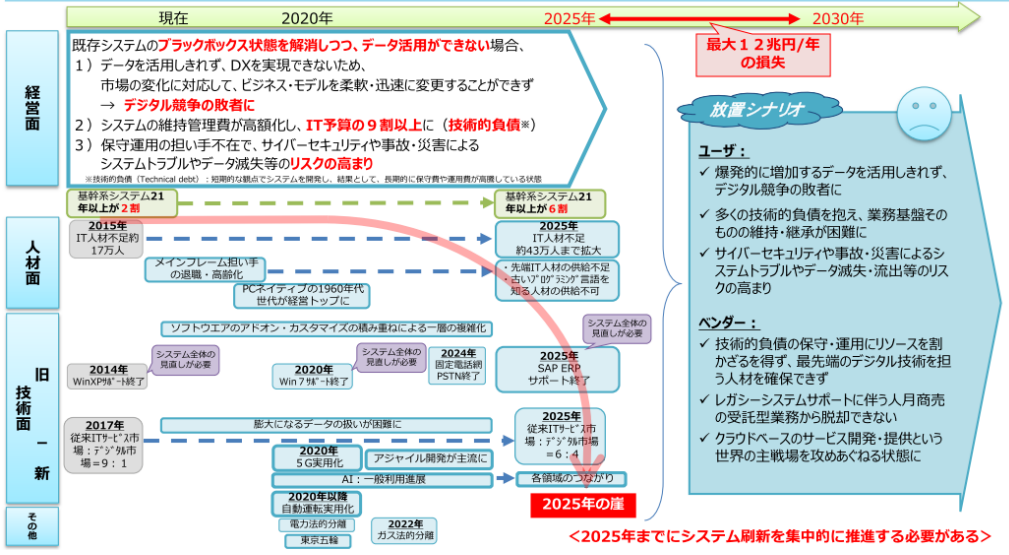 現在
2020年
2025年
2030年
最大１２兆円/年
の損失
経営面
既存システムのブラックボックス状態を解消しつつ、データ活用ができない場合、
１）データを活用しきれず、DXを実現できないため、
市場の変化に対応して、ビジネス・モデルを柔軟・迅速に変更することができず
→ デジタル競争の敗者に
２）システムの維持管理費が高額化し、IT予算の９割以上に（技術的負債※）
３）保守運用の担い手不在で、サイバーセキュリティや事故・災害による
システムトラブルやデータ滅失等のリスクの高まり
※技術的負債（Technical debt）：短期的な観点でシステムを開発し、結果として、長期的に保守費や運用費が高騰している状態
基幹系システム21
年以上が２割
基幹系システム21
年以上が６割
人材面
2015年
IT人材不足約
17万人
2025年
IT人材不足
約43万人まで拡大
メインフレーム担い手
の退職・高齢化
・先端IT人材の供給不足
・古いﾌﾟﾛｸﾞﾗﾐﾝｸﾞ言語を
知る人材の供給不可
PCネイティブの1960年代
世代が経営トップに
技術面
旧－新
ソフトウエアのアドオン・カスタマイズの積み重ねによる一層の複雑化
システム全体の
見直しが必要
2014年
WinXPｻﾎﾟｰﾄ終了
システム全体の
見直しが必要
2020年
Win７ｻﾎﾟｰﾄ終了
2024年
固定電話網
PSTN終了
システム全体の
見直しが必要
2025年
SAP ERP
サポート終了
2017年
従来ITｻｰﾋﾞｽ市
場：ﾃﾞｼﾞﾀﾙ市
場＝9：１
膨大になるデータの扱いが困難に
2025年
従来ITサービス市
場：デジタル市場
＝6：4
2020年
５G実用化
アジャイル開発が主流に
AI：一般利用進展
各領域のつながり
2020年以降
自動運転実用化
2025年の崖
その他
電力法的分離
東京五輪
2022年
ガス法的分離
放置シナリオ
ユーザ：
✓ 爆発的に増加するデータを活用しきれず、
デジタル競争の敗者に
✓ 多くの技術的負債を抱え、業務基盤その
ものの維持・継承が困難に
✓ サイバーセキュリティや事故・災害によるシ
ステムトラブルやデータ滅失・流出等のリス
クの高まり
ベンダー：
✓ 技術的負債の保守・運用にリソースを割
かざるを得ず、最先端のデジタル技術を担
う人材を確保できず
✓ レガシーシステムサポートに伴う人月商売
の受託型業務から脱却できない
✓ クラウドベースのサービス開発・提供という
世界の主戦場を攻めあぐねる状態に
<2025年までにシステム刷新を集中的に推進する必要がある>